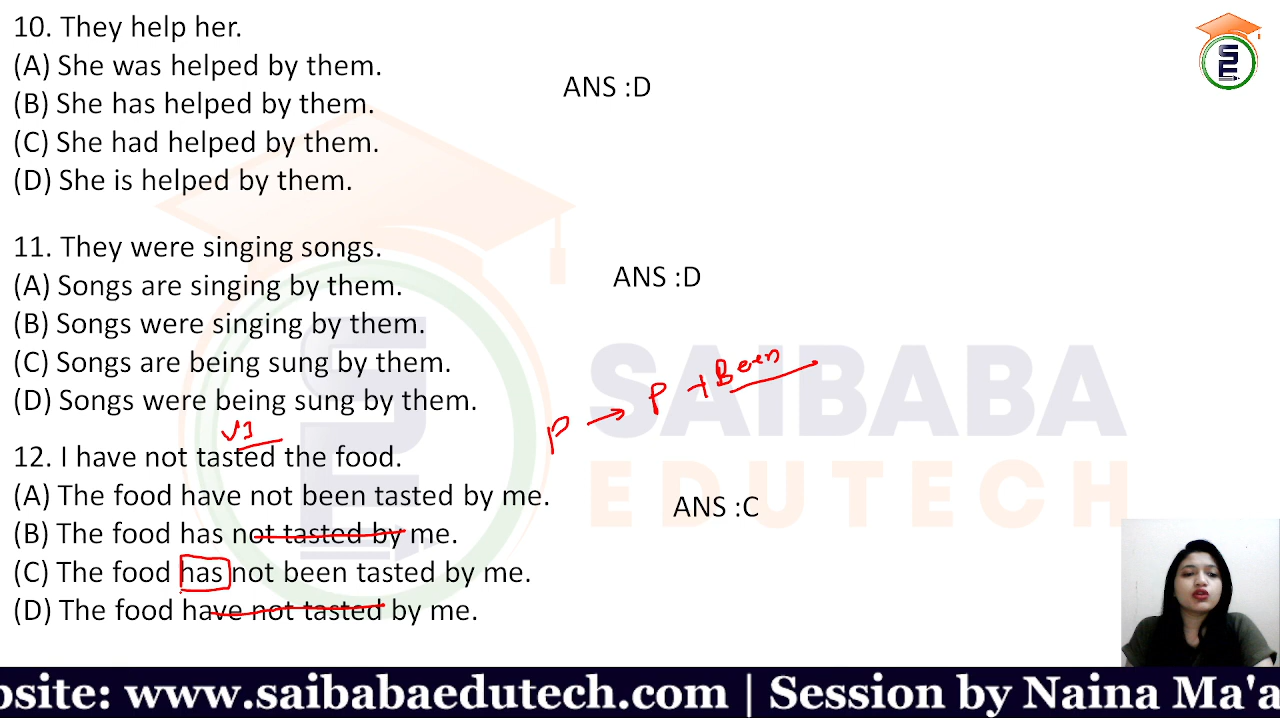 10. They help her.
(A) She was helped by them.
ANS :D
(B) She has helped by them.
(C) She had helped by them.
(D) She is helped by them.
11. They were singing songs.
ANS :D
(A) Songs are singing by them.
(B) Songs were singing by them.
(C) Songs are being sung by them.
(D) Songs were being sung by them.
P → P + Been
12. I have not tasted the food.
(A) The food have not been tasted by me.
ANS :C
(B) The food has not tasted by me.
(C) The food has not been tasted by me.
(D) The food have not tasted by me.
SAIBABA
EDUTECH
bsite: www.saibabaedutech.com | Session by Naina Ma'a